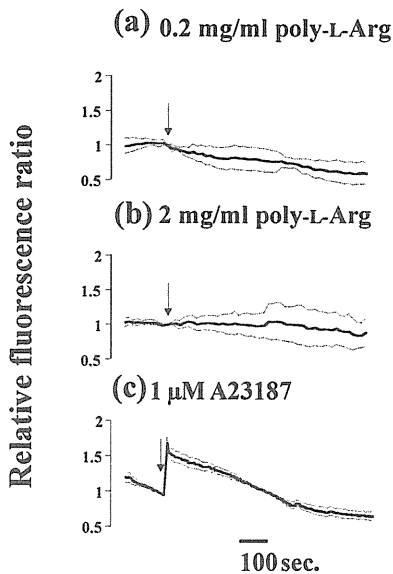 (a) 0.2 mg/ml poly-L-Arg
2
1.5
1
0.5
(b) 2 mg/ml poly-L-Arg
2
1.5
1
0.5
(c) 1 μM A23187
2
1.5
1
0.5
100 sec.
Relative fluorescence ratio